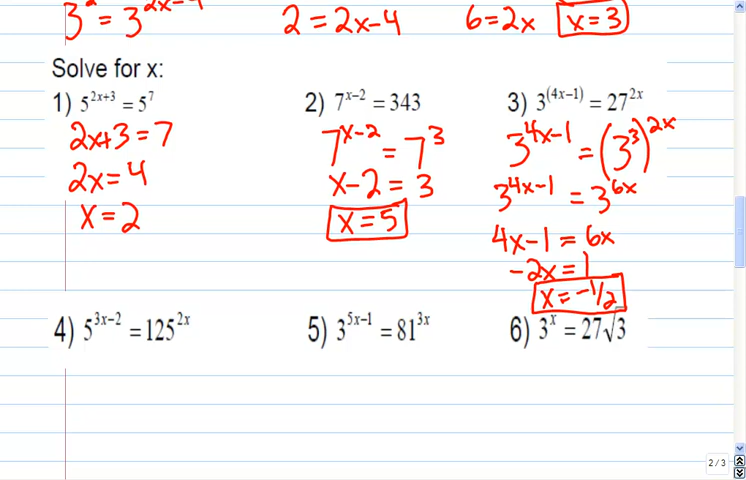 3² = 3^(2x-4) 2 = 2x-4 6=2x x=3
Solve for x:
1) 5^(2x+3) = 5^7 2) 7^(x-2) = 343 3) 3^((4x-1)) = 27^(2x)
2x+3 = 7 7^(x-2) = 7^3 3^(4x-1) = (3^3)^(2x)
2x = 4 x-2 = 3 3^(4x-1) = 3^(6x)
x = 2 x = 5 4x-1 = 6x
-2x = 1
x = -1/2
4) 5^(3x-2) = 125^(2x) 5) 3^(5x-1) = 81^(3x) 6) 3^x = 27√3
2 / 3